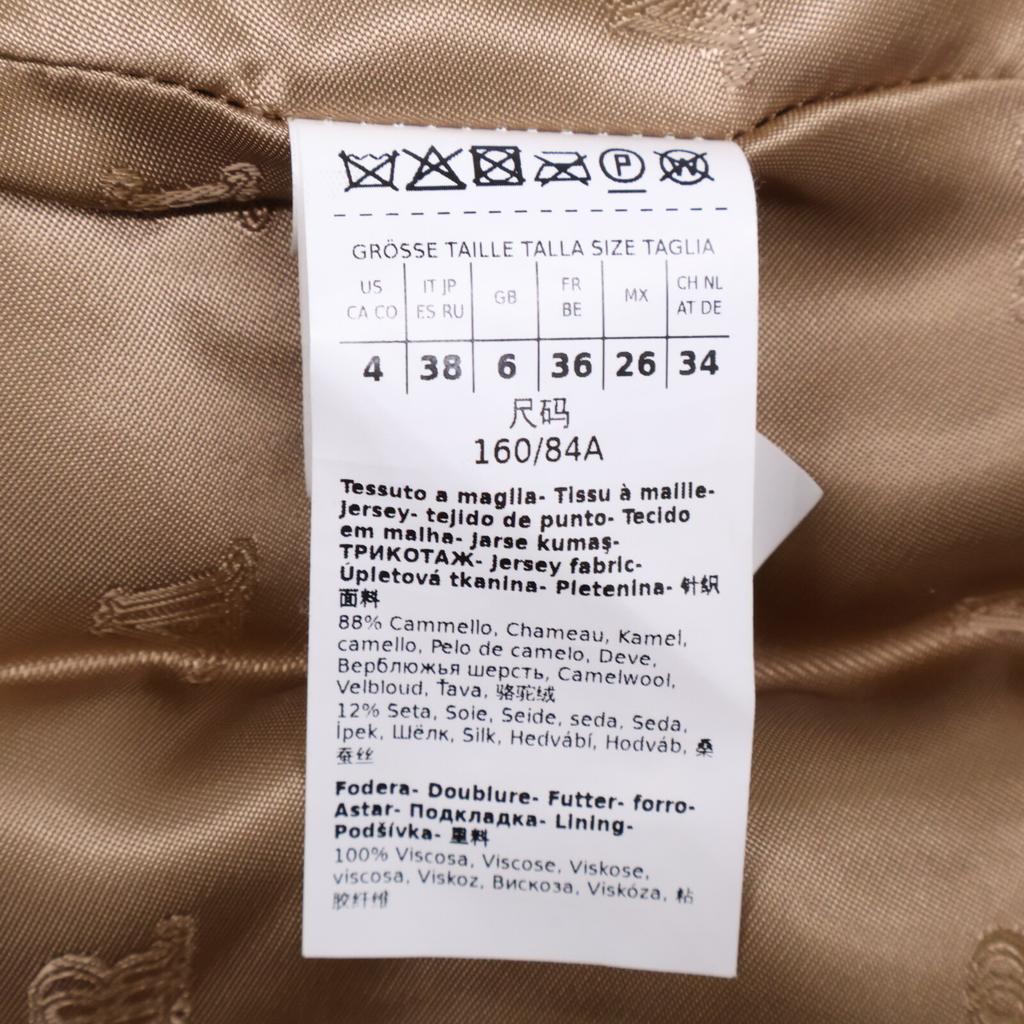 P W
GRÖSSE TAILLE TALLA SIZE TAGLIA
US CA CO
IT JP ES RU
GB
FR BE
MX
CH NL AT DE
4 38 6 36 26 34
尺码
160/84A
Tessuto a maglia- Tissu à maille-
Jersey- tejido de punto- Tecido
em malha- Jarse kumaş-
ТРИКОТАЖ- Jersey fabric-
Úpletová tkanina- Pletenina- 针织
面料
88% Cammello, Chameau, Kamel,
camello, Pelo de camelo, Deve,
Верблюжья шерсть, Camelwool,
Velbloud, Ťava, 骆驼绒
12% Seta, Soie, Seide, seda, Seda,
İpek, Шёлк, Silk, Hedvábí, Hodváb, 桑
蚕丝
Fodera- Doublure- Futter- forro-
Astar- Подкладка- Lining-
Podšívka- 里料
100% Viscosa, Viscose, Viskose,
viscosa, Viskoz, Вискоза, Viskóza, 粘
胶纤维